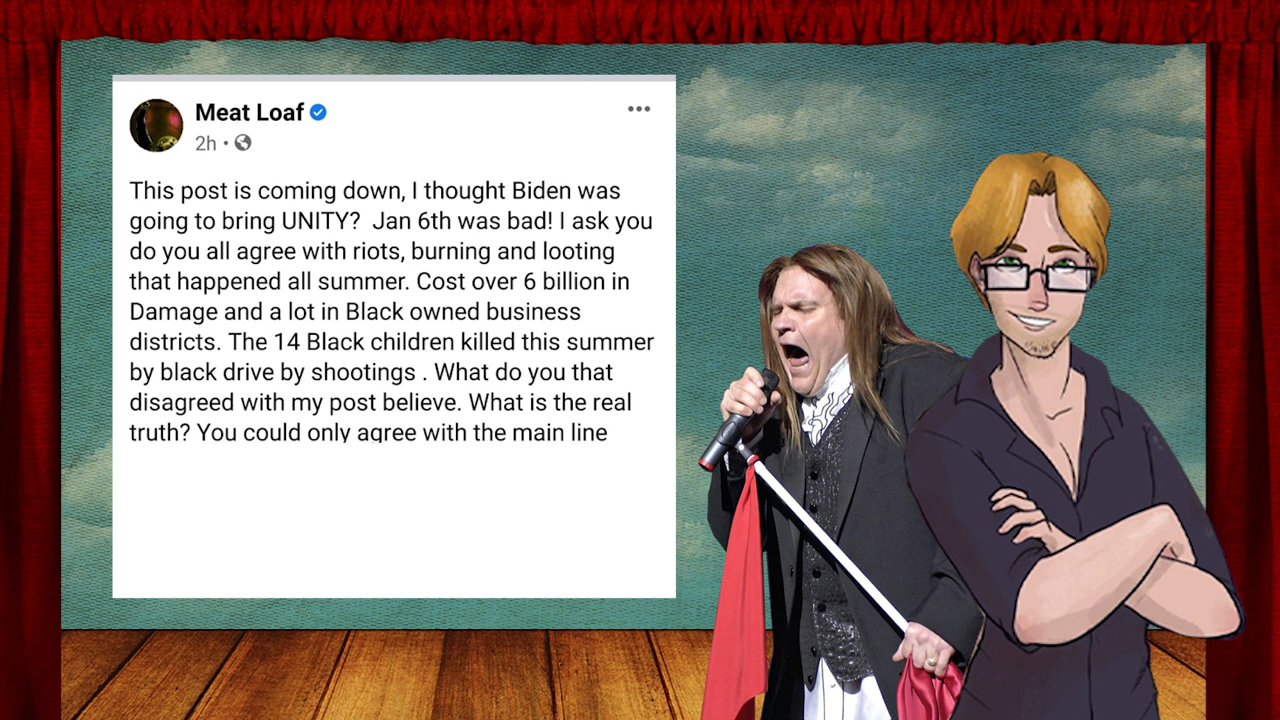 Meat Loaf
2h
This post is coming down, I thought Biden was
going to bring UNITY?  Jan 6th was bad! I ask you
do you all agree with riots, burning and looting
that happened all summer. Cost over 6 billion in
Damage and a lot in Black owned business
districts. The 14 Black children killed this summer
by black drive by shootings . What do you that
disagreed with my post believe. What is the real
truth? You could only agree with the main line